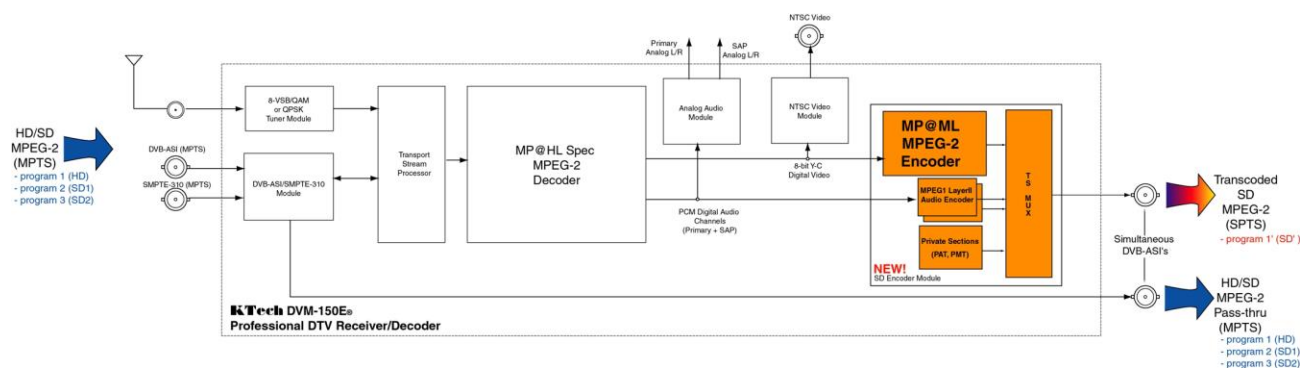 HD/SD
MPEG-2
(MPTS)
- program 1 (HD)
- program 2 (SD1)
- program 3 (SD2)
DVB-ASI (MPTS)
SMPTE-310 (MPTS)
8-VSB/QAM
or QPSK
Tuner Module
DVB-ASI/SMPTE-310
Module
Transport
Stream
Processor
MP@HL Spec
MPEG-2
Decoder
Primary
Analog L/R
SAP
Analog L/R
Analog Audio
Module
NTSC Video
NTSC Video
Module
8-bit Y-C
Digital Video
PCM Digital Audio
Channels
(Primary + SAP)
MP@ML
MPEG-2
Encoder
MPEG1 LayerII
Audio Encoder
Private Sections
(PAT, PMT)
TS MUX
NEW!
SD Encoder Module
Simultaneous
DVB-ASI's
Transcoded
SD
MPEG-2
(SPTS)
- program 1' (SD')
HD/SD
MPEG-2
Pass-thru
(MPTS)
- program 1 (HD)
- program 2 (SD1)
- program 3 (SD2)
KTech DVM-150E®
Professional DTV Receiver/Decoder